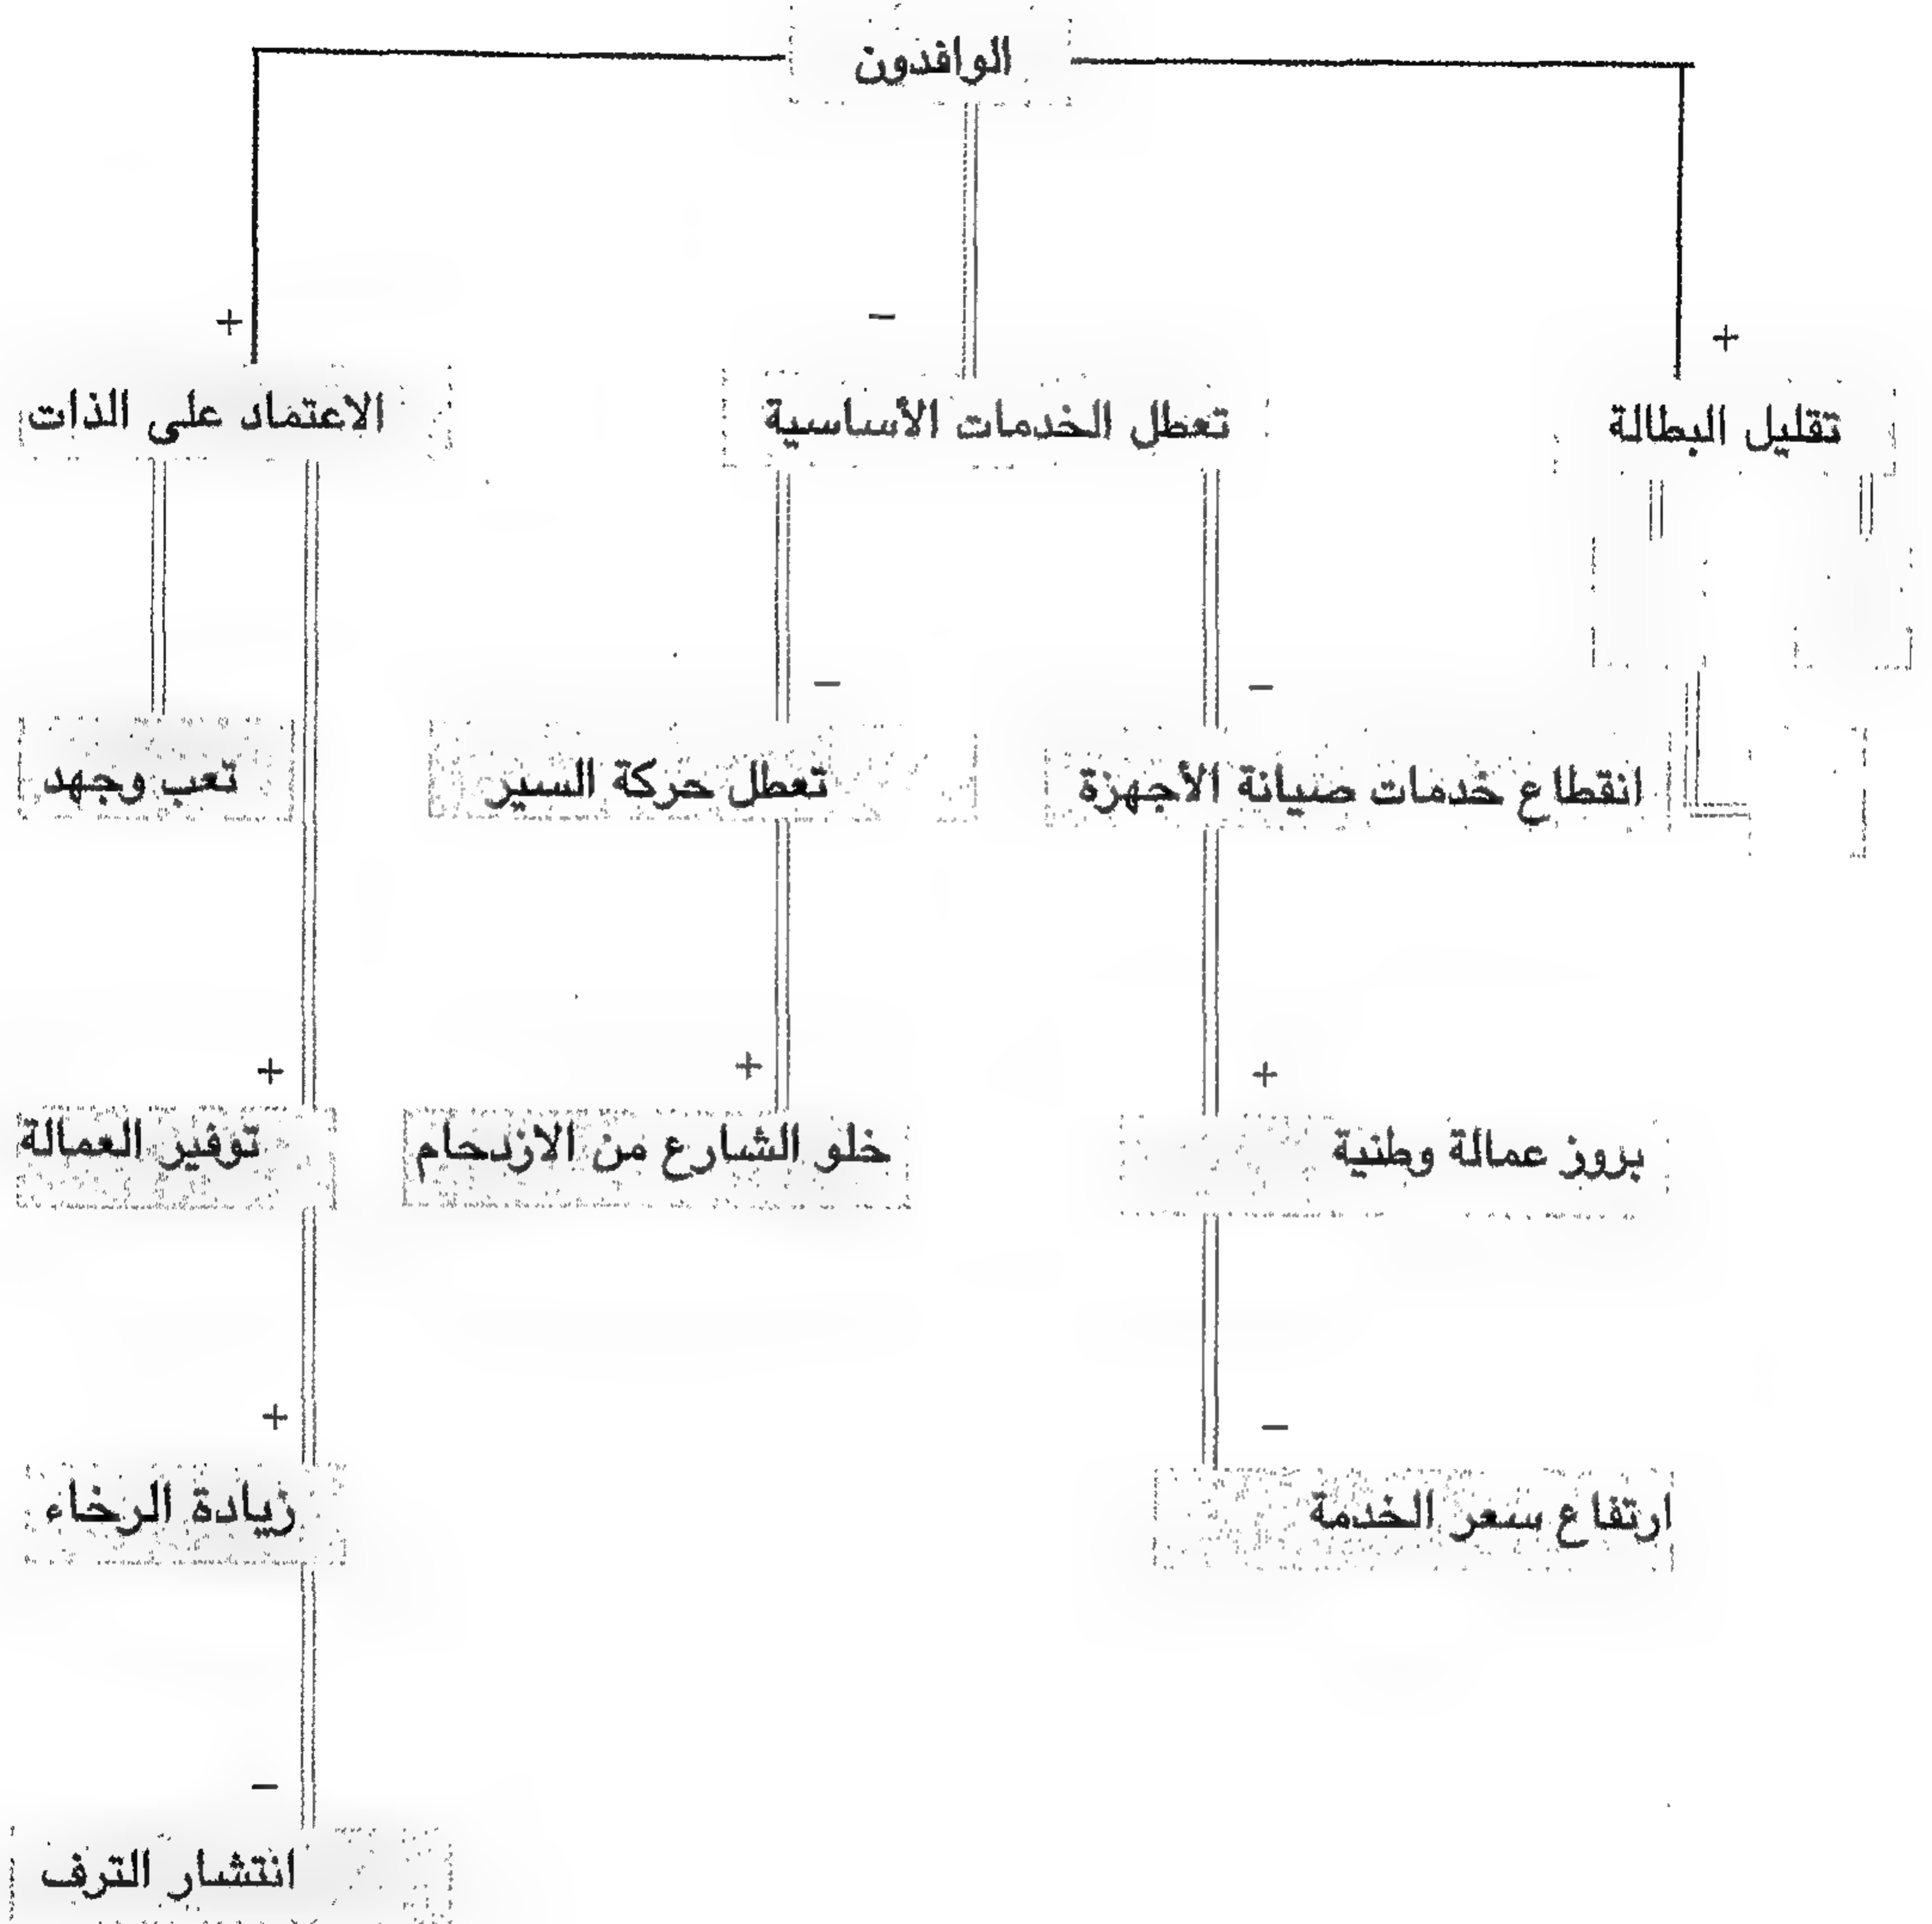 الوافدون
+
−
+
تقليل البطالة
تعطل الخدمات الأساسية
الاعتماد على الذات
−
−
انقطاع خدمات صيانة الأجهزة
تعطل حركة السير
تعب وجهد
+
+
+
بروز عمالة وطنية
خلو الشارع من الازدحام
توفير العمالة
−
+
ارتفاع سعر الخدمة
زيادة الرخاء
−
انتشار الترف